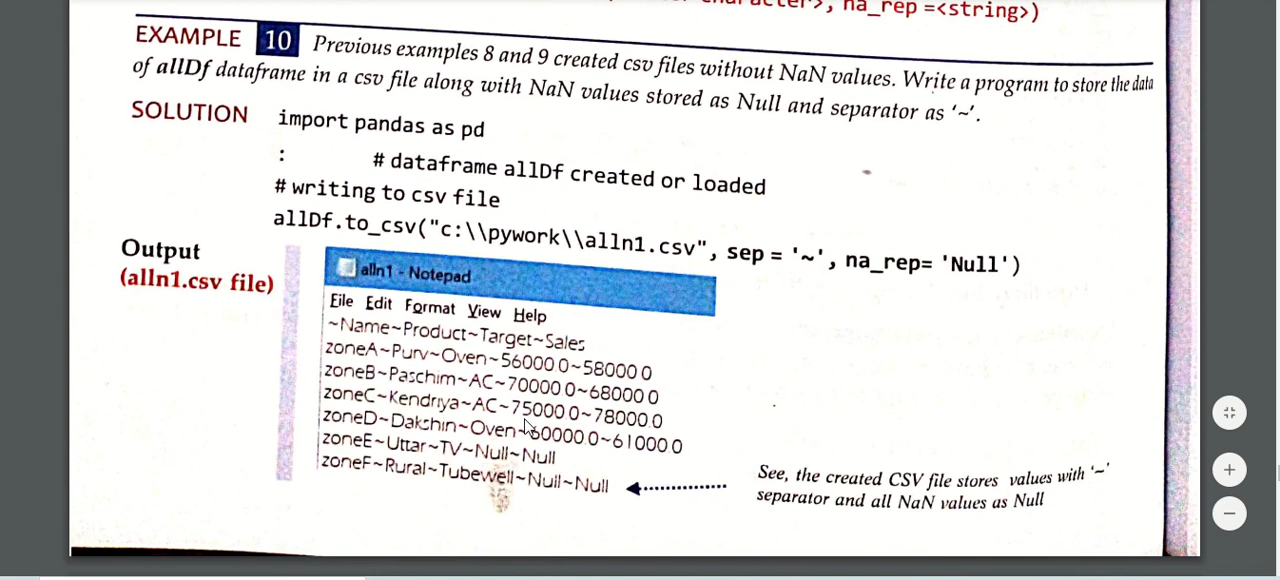 , na_rep =<string>)
EXAMPLE 10 Previous examples 8 and 9 created csv files without NaN values. Write a program to store the data
of allDf dataframe in a csv file along with NaN values stored as Null and separator as '~'.
SOLUTION import pandas as pd
: # dataframe allDf created or loaded
# writing to csv file
allDf.to_csv("c:\\pywork\\alln1.csv", sep = '~', na_rep= 'Null')
Output
(alln1.csv file)
alln1 - Notepad
File Edit Format View Help
~Name~Product~Target~Sales
zoneA~Purv~Oven~56000.0~58000.0
zoneB~Paschim~AC~70000.0~68000.0
zoneC~Kendriya~AC~75000.0~78000.0
zoneD~Dakshin~Oven~60000.0~61000.0
zoneE~Uttar~TV~Null~Null
zoneF~Rural~Tubewell~Null~Null
See, the created CSV file stores values with '~'
separator and all NaN values as Null